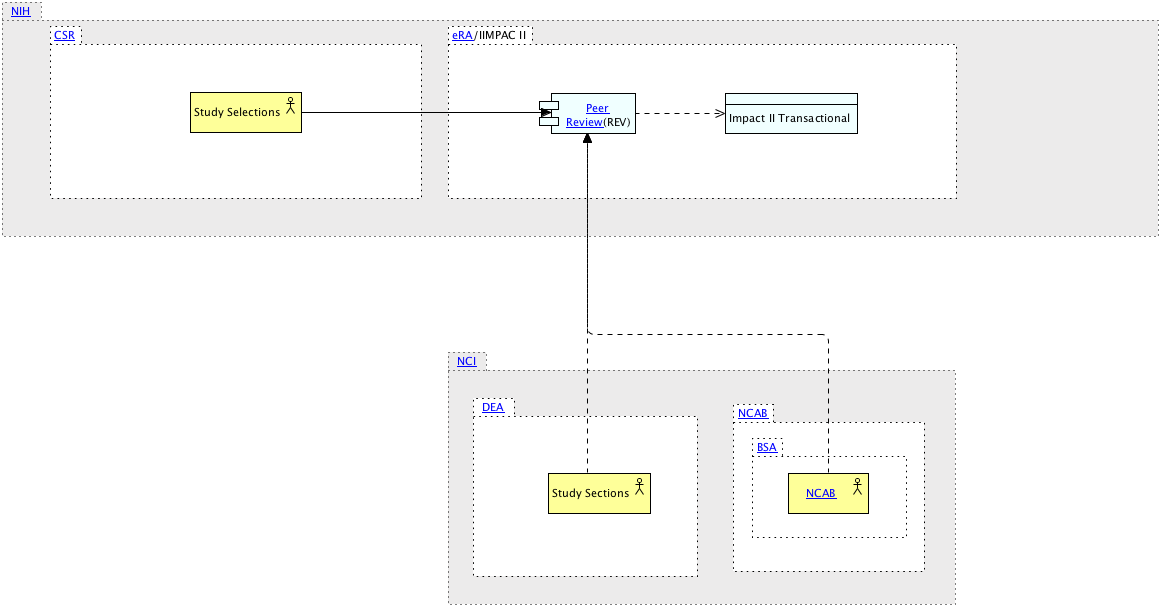 NIH
CSR
eRA/IIMPAC II
Study Selections
Peer
Review(REV)
Impact II Transactional
NCI
DEA
NCAB
BSA
Study Sections
NCAB